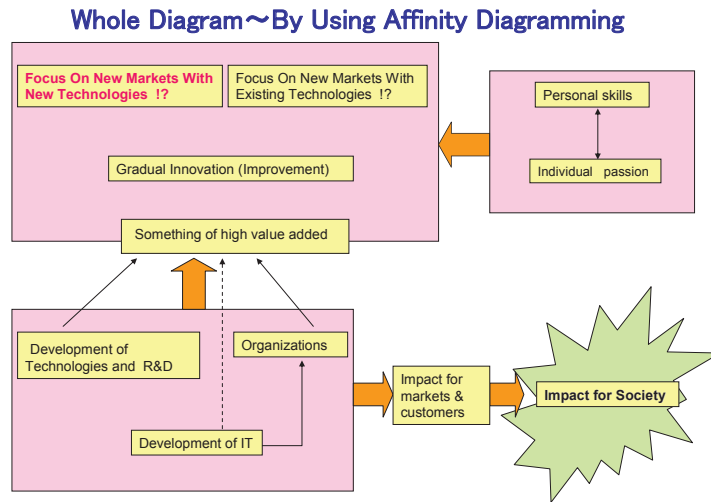 Whole Diagram～By Using Affinity Diagramming
Focus On New Markets With
New Technologies !?
Focus On New Markets With
Existing Technologies !?
Personal skills
Individual passion
Gradual Innovation (Improvement)
Something of high value added
Development of
Technologies and R&D
Organizations
Development of IT
Impact for
markets &
customers
Impact for Society